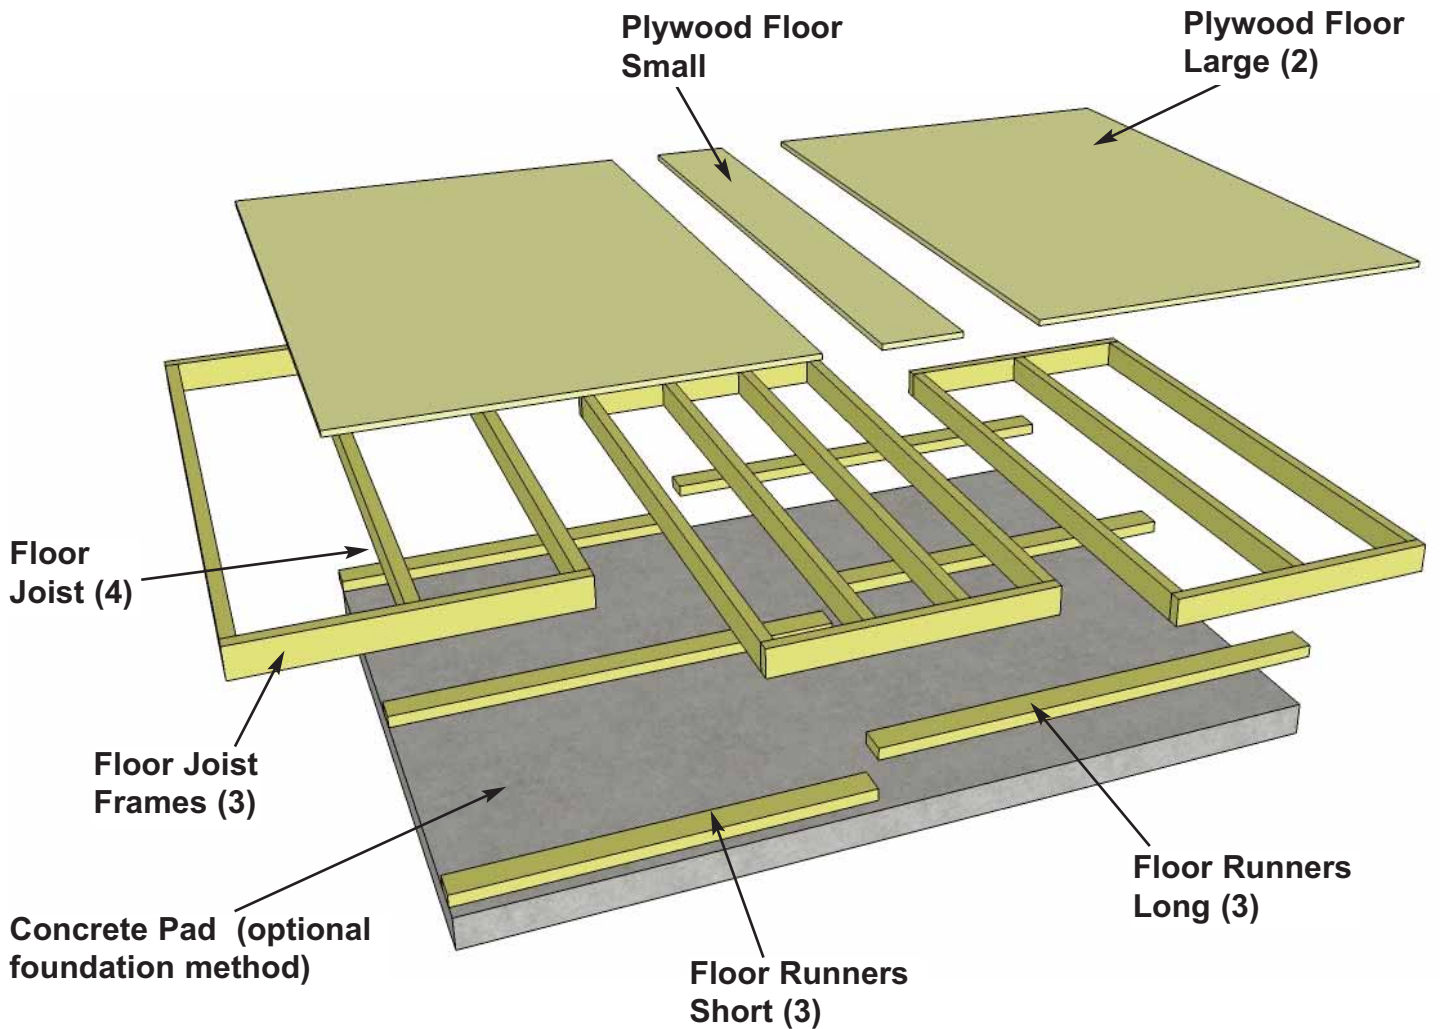 Plywood Floor
Small
Plywood Floor
Large (2)
Floor
Joist (4)
Floor Joist
Frames (3)
Concrete Pad (optional
foundation method)
Floor Runners
Short (3)
Floor Runners
Long (3)